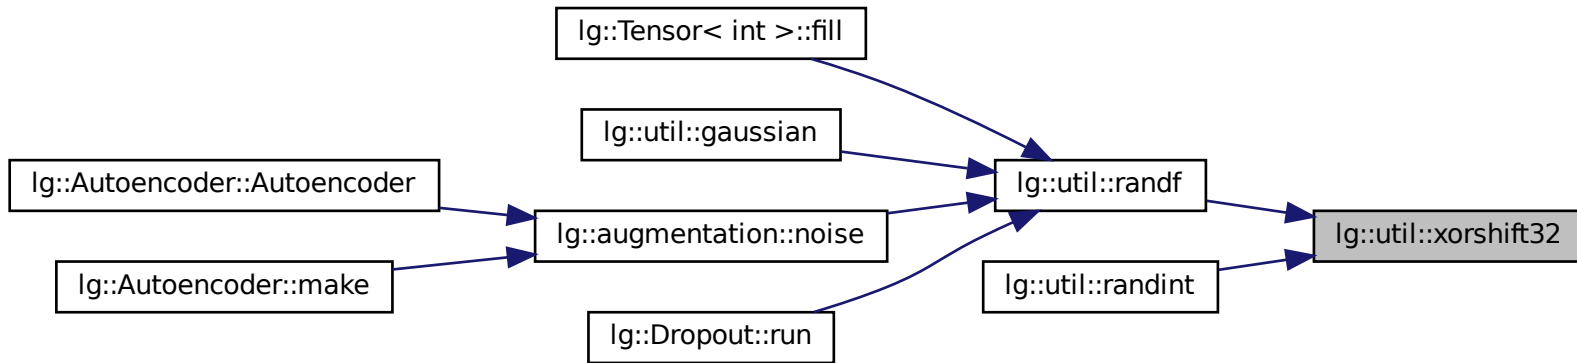 lg::Tensor< int >::fill
lg::util::gaussian
lg::Autoencoder::Autoencoder
lg::util::randf
lg::augmentation::noise
lg::util::xorshift32
lg::Autoencoder::make
lg::util::randint
lg::Dropout::run